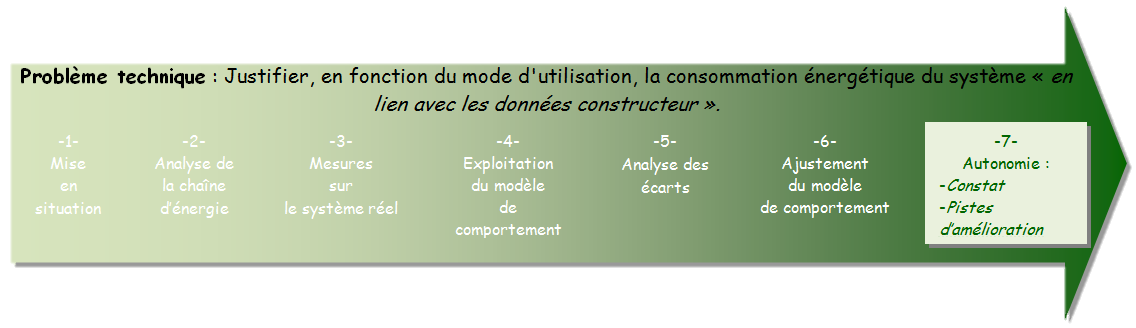 Problème technique : Justifier, en fonction du mode d'utilisation, la consommation énergétique du système « en
lien avec les données constructeur ».
-1-
Mise
en
situation
-2-
Analyse de
la chaîne
d'énergie
-3-
Mesures
sur
le système réel
-4-
Exploitation
du modèle
de
comportement
-5-
Analyse des
écarts
-6-
Ajustement
du modèle
de comportement
-7-
Autonomie :
-Constat
-Pistes
d'amélioration